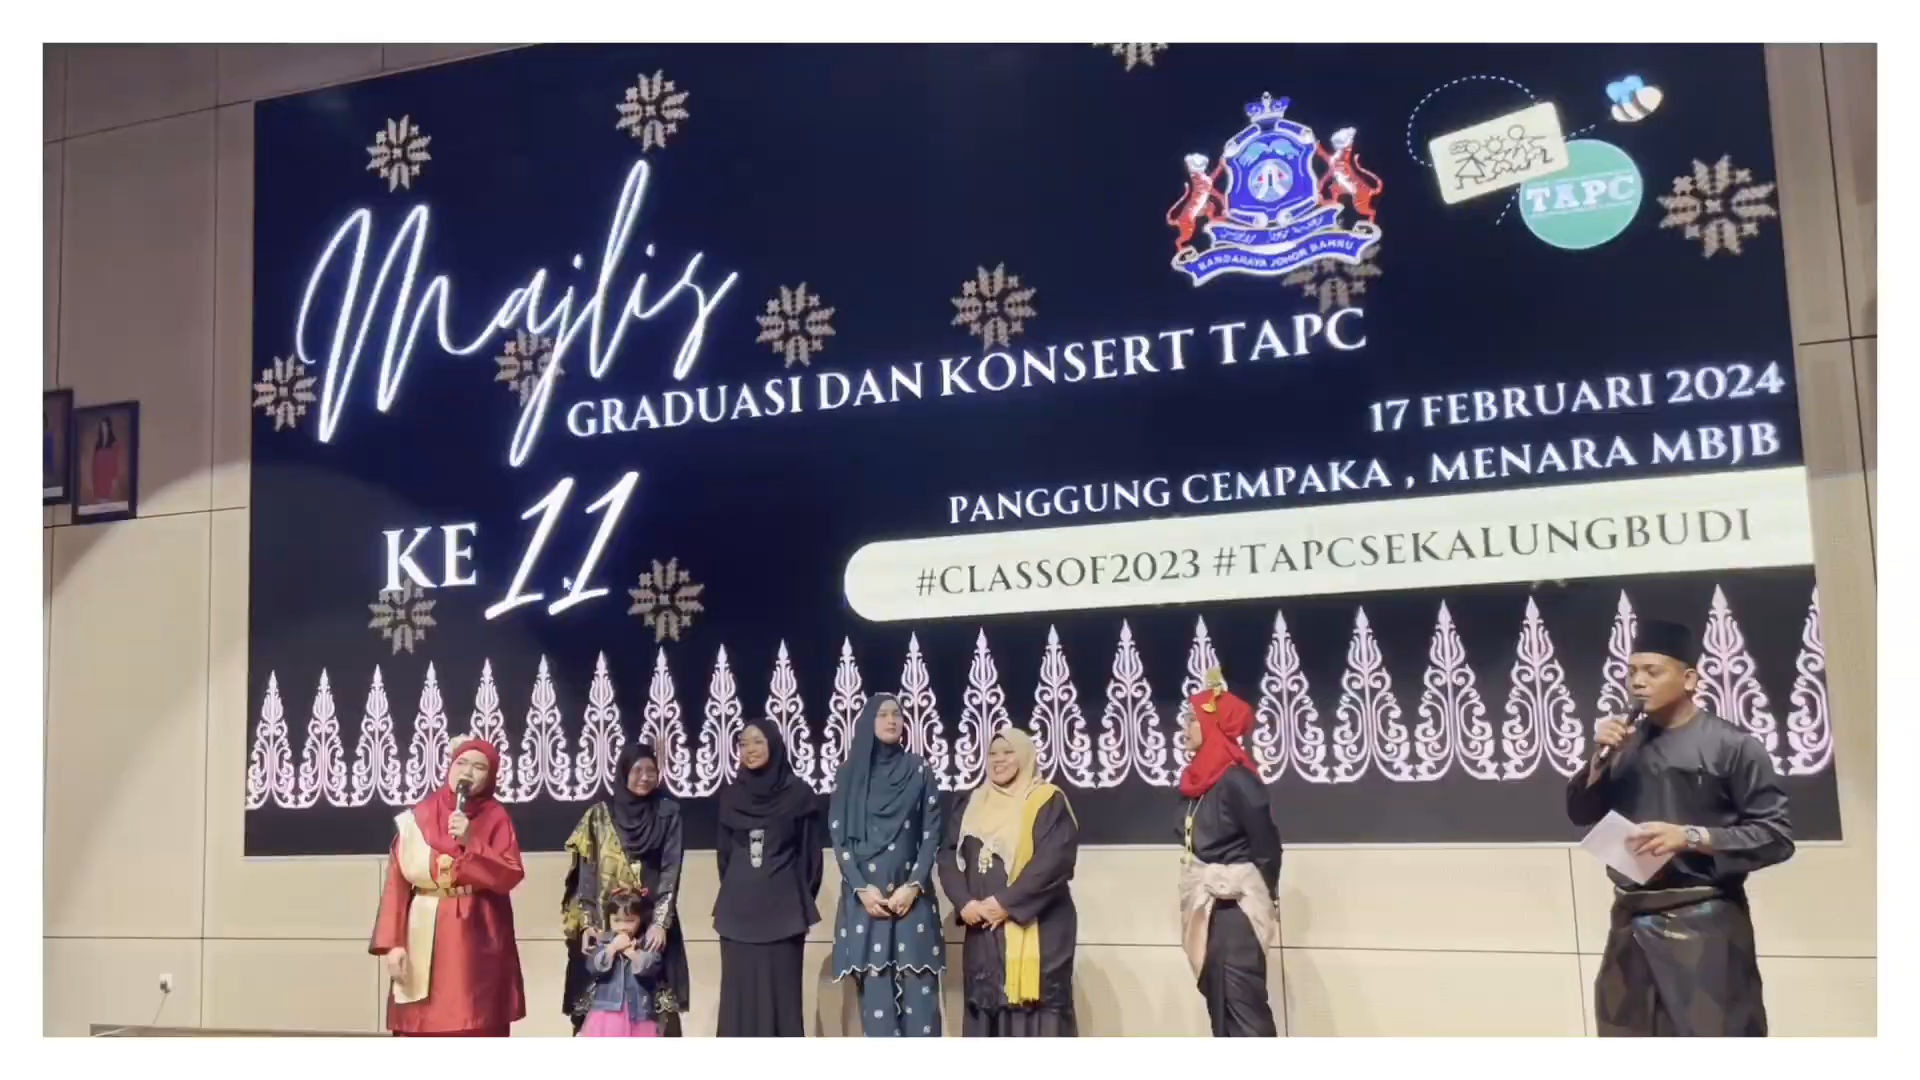 Majlis
GRADUASI DAN KONSERT TAPC
KE 11
BANDARAYA JOHOR BAHRU
TAPC
17 FEBRUARI 2024
PANGGUNG CEMPAKA , MENARA MBJB
#CLASSOF2023 #TAPCSEKALUNGBUDI